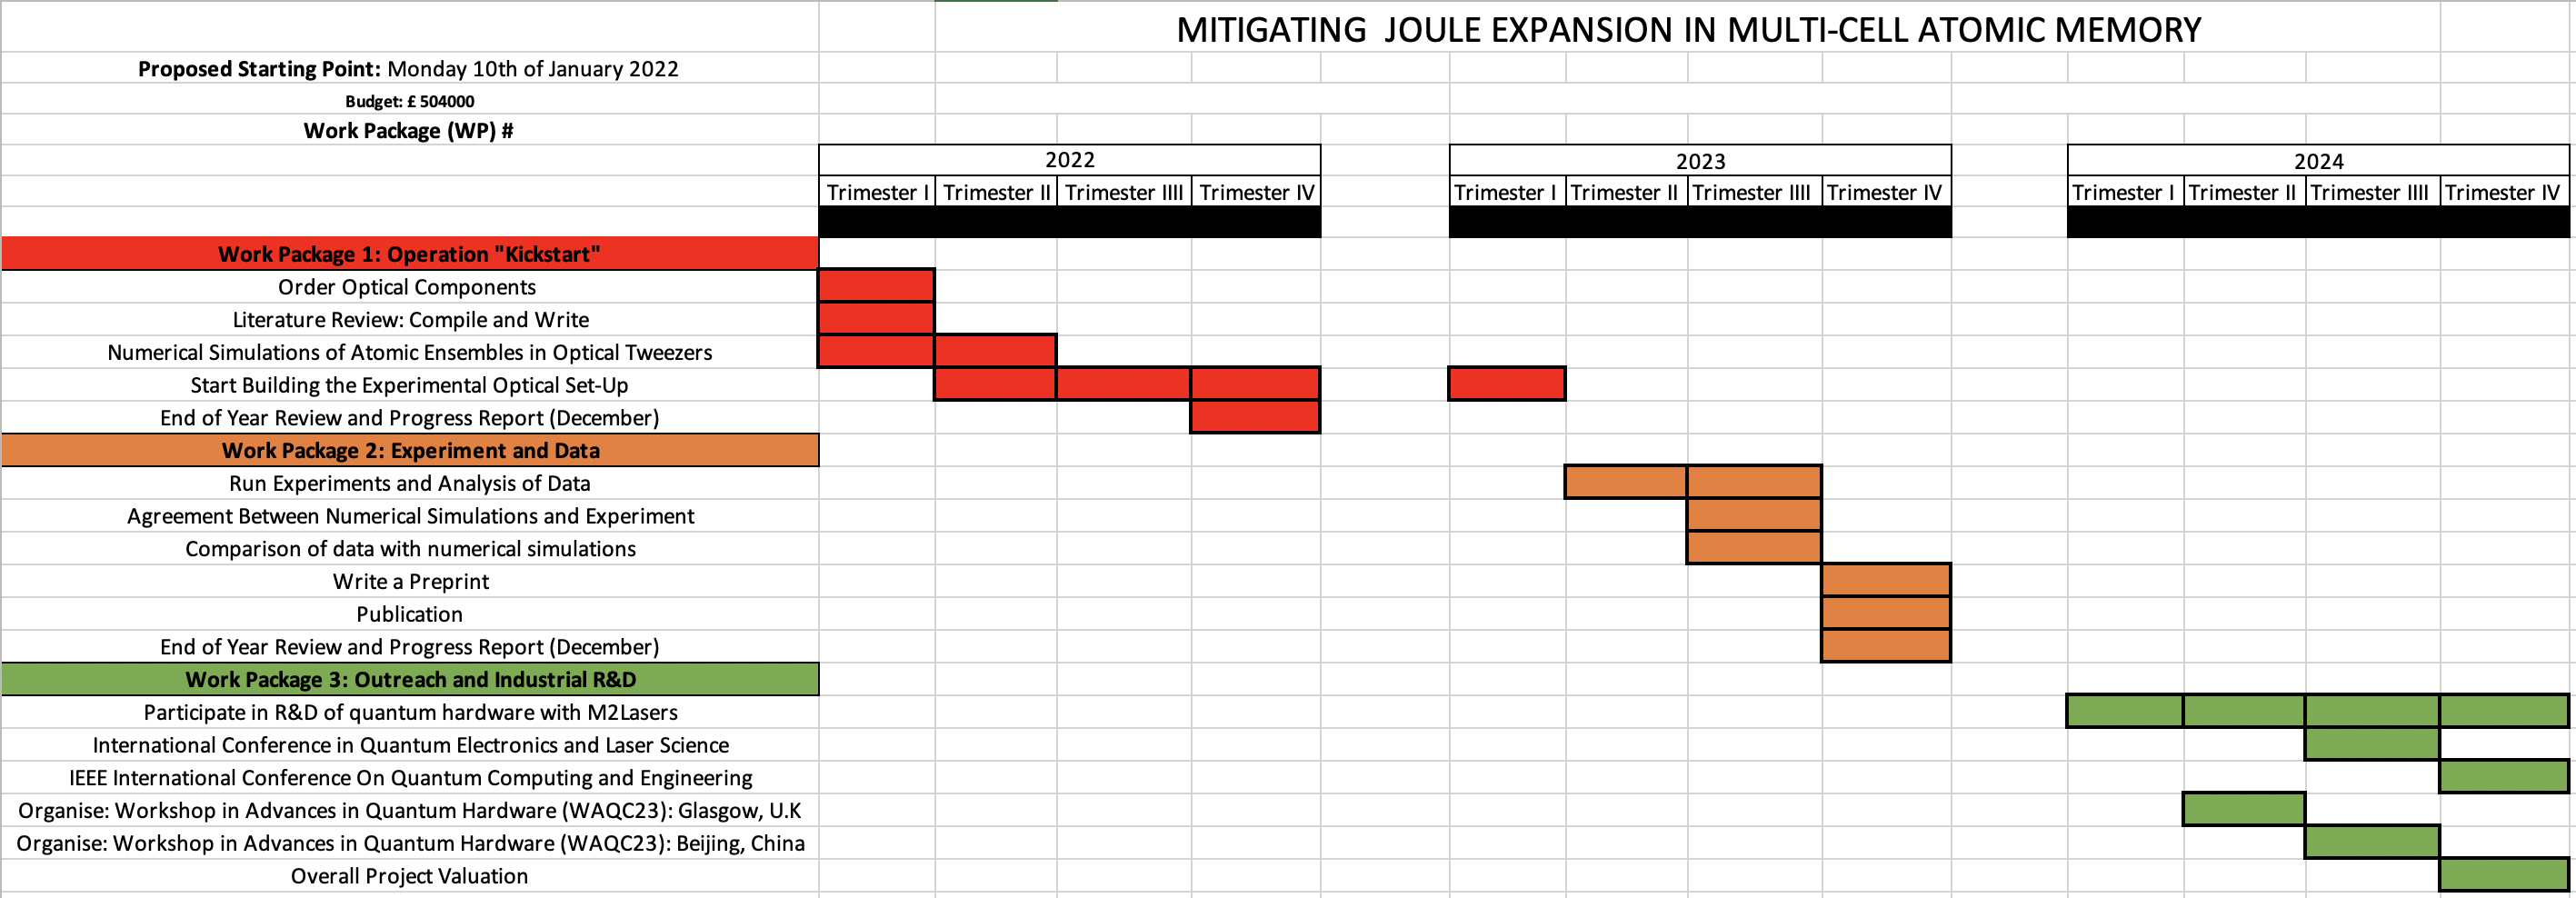 MITIGATING  JOULE EXPANSION IN MULTI-CELL ATOMIC MEMORY
Proposed Starting Point: Monday 10th of January 2022
Budget: £ 504000
Work Package (WP) #
2022 2023 2024
Trimester I Trimester II Trimester IIII Trimester IV Trimester I Trimester II Trimester IIII Trimester IV Trimester I Trimester II Trimester IIII Trimester IV
Work Package 1: Operation "Kickstart"
Order Optical Components
Literature Review: Compile and Write
Numerical Simulations of Atomic Ensembles in Optical Tweezers
Start Building the Experimental Optical Set-Up
End of Year Review and Progress Report (December)
Work Package 2: Experiment and Data
Run Experiments and Analysis of Data
Agreement Between Numerical Simulations and Experiment
Comparison of data with numerical simulations
Write a Preprint
Publication
End of Year Review and Progress Report (December)
Work Package 3: Outreach and Industrial R&D
Participate in R&D of quantum hardware with M2Lasers
International Conference in Quantum Electronics and Laser Science
IEEE International Conference On Quantum Computing and Engineering
Organise: Workshop in Advances in Quantum Hardware (WAQC23): Glasgow, U.K
Organise: Workshop in Advances in Quantum Hardware (WAQC23): Beijing, China
Overall Project Valuation